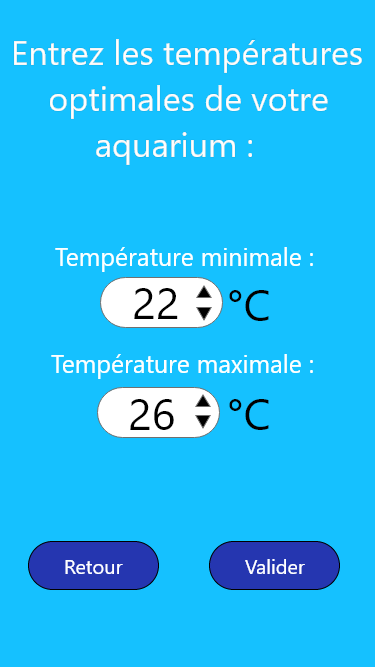 Entrez les températures
optimales de votre
aquarium :
Température minimale :
22 °C
Température maximale :
26 °C
Retour Valider